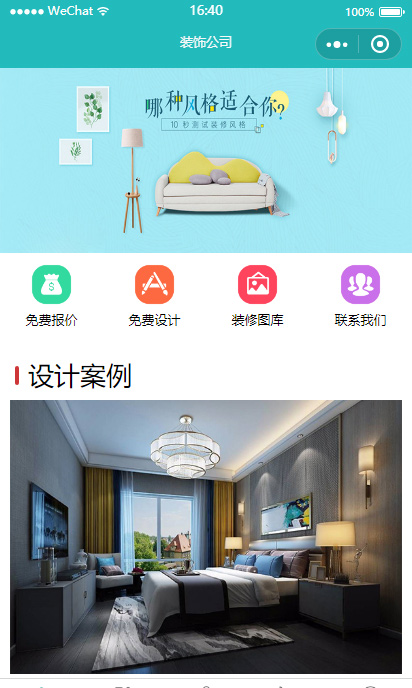 WeChat 16:40 100%
装饰公司
哪种风格适合你?
10 秒测试装修风格
免费报价 免费设计 装修图库 联系我们
设计案例